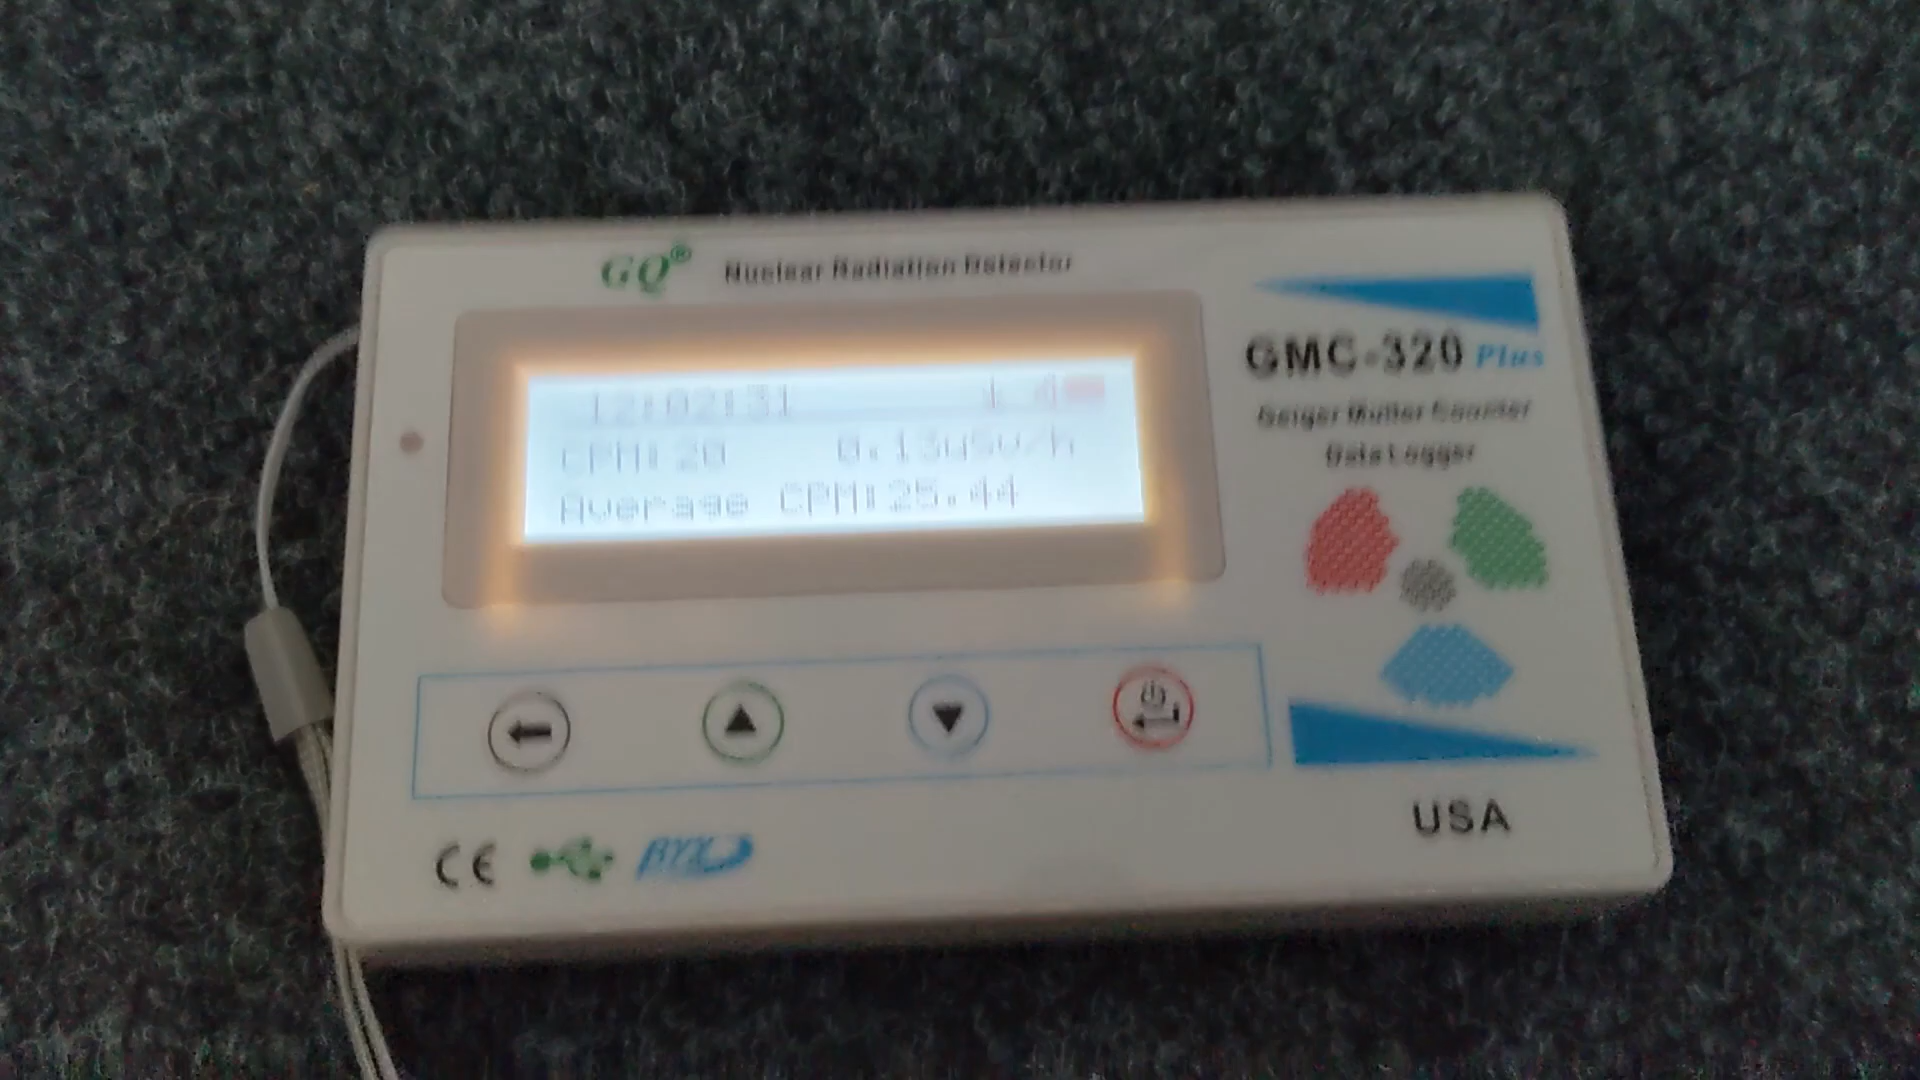 GQ® Nuclear Radiation Detector
12:02:31
CPM:20 0.13uSv/h
Average CPM:25.44
GMC-320 Plus
Geiger Muller Counter
Data Logger
USA
CE